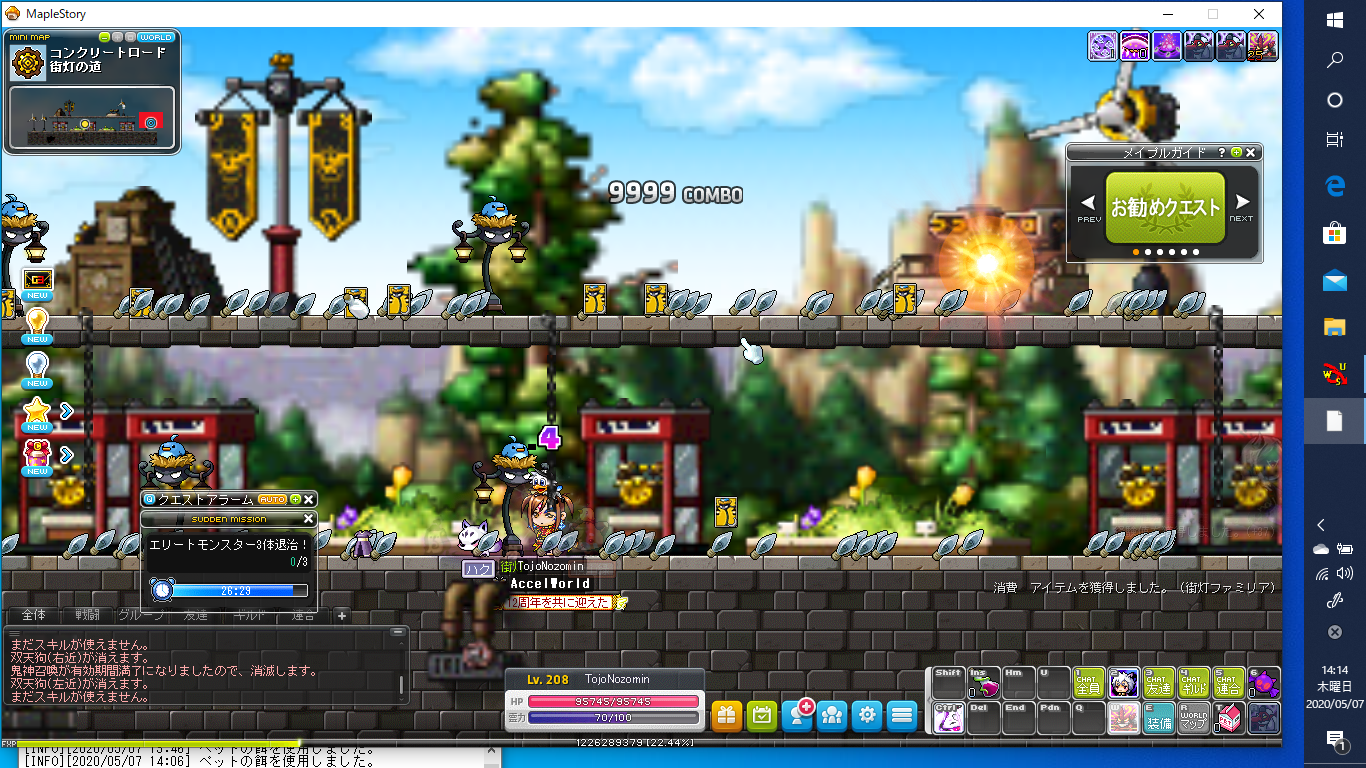 MapleStory
MINI MAP
WORLD
コンクリートロード
街灯の道
9999 COMBO
25
メイプルガイド ?
PREV
お勧めクエスト
NEXT
NEW
NEW
NEW
NEW
NEW
4
クエストアラーム AUTO
SUDDEN MISSION
エリートモンスター3体退治！
0/3
26:29
ハク
街/TojoNozomin
AccelWorld
12周年を共に迎えた
消費　アイテムを獲得しました。（街灯ファミリア）
全体 戦闘 グループ 友達 ギルド 連合 +
まだスキルが使えません。
双天狗(右近)が消えます。
鬼神召喚が有効期間満了になりましたので、消滅します。
双天狗(左近)が消えます。
まだスキルが使えません。
Lv. 208 TojoNozomin
HP 95745/95745
霊力 70/100
Shift Ins Hm U 1 CHAT 全員 3 CHAT 友達 4 CHAT ギルド 5 CHAT 連合 6
Ctrl Del End Pdn Q W E 装備 R WORLD マップ
EXP 1226289379 [22.44%]
[INFO][2020/05/07 13:46] ペットの餌を使用しました。
[INFO][2020/05/07 14:06] ペットの餌を使用しました。
14:14
木曜日
2020/05/07
1